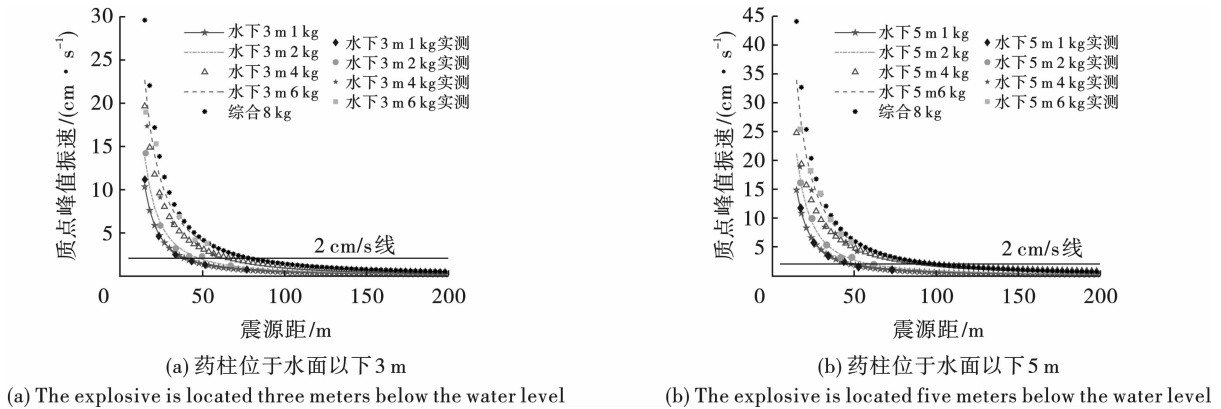 30
25
20
15
10
5
0
50
100
150
200
质点峰值振速/(cm·s⁻¹)
震源距/m
水下3 m 1 kg
水下3 m 2 kg
水下3 m 4 kg
水下3 m 6 kg
综合8 kg
水下3 m 1 kg实测
水下3 m 2 kg实测
水下3 m 4 kg实测
水下3 m 6 kg实测
2 cm/s线
(a) 药柱位于水面以下3 m
(a) The explosive is located three meters below the water level
45
40
35
30
25
20
15
10
5
0
50
100
150
200
质点峰值振速/(cm·s⁻¹)
震源距/m
水下5 m 1 kg
水下5 m 2 kg
水下5 m 4 kg
水下5 m6 kg
综合8 kg
水下5 m 1 kg实测
水下5 m 2 kg实测
水下5 m 4 kg实测
水下5 m 6 kg实测
2 cm/s线
(b) 药柱位于水面以下5 m
(b) The explosive is located five meters below the water level